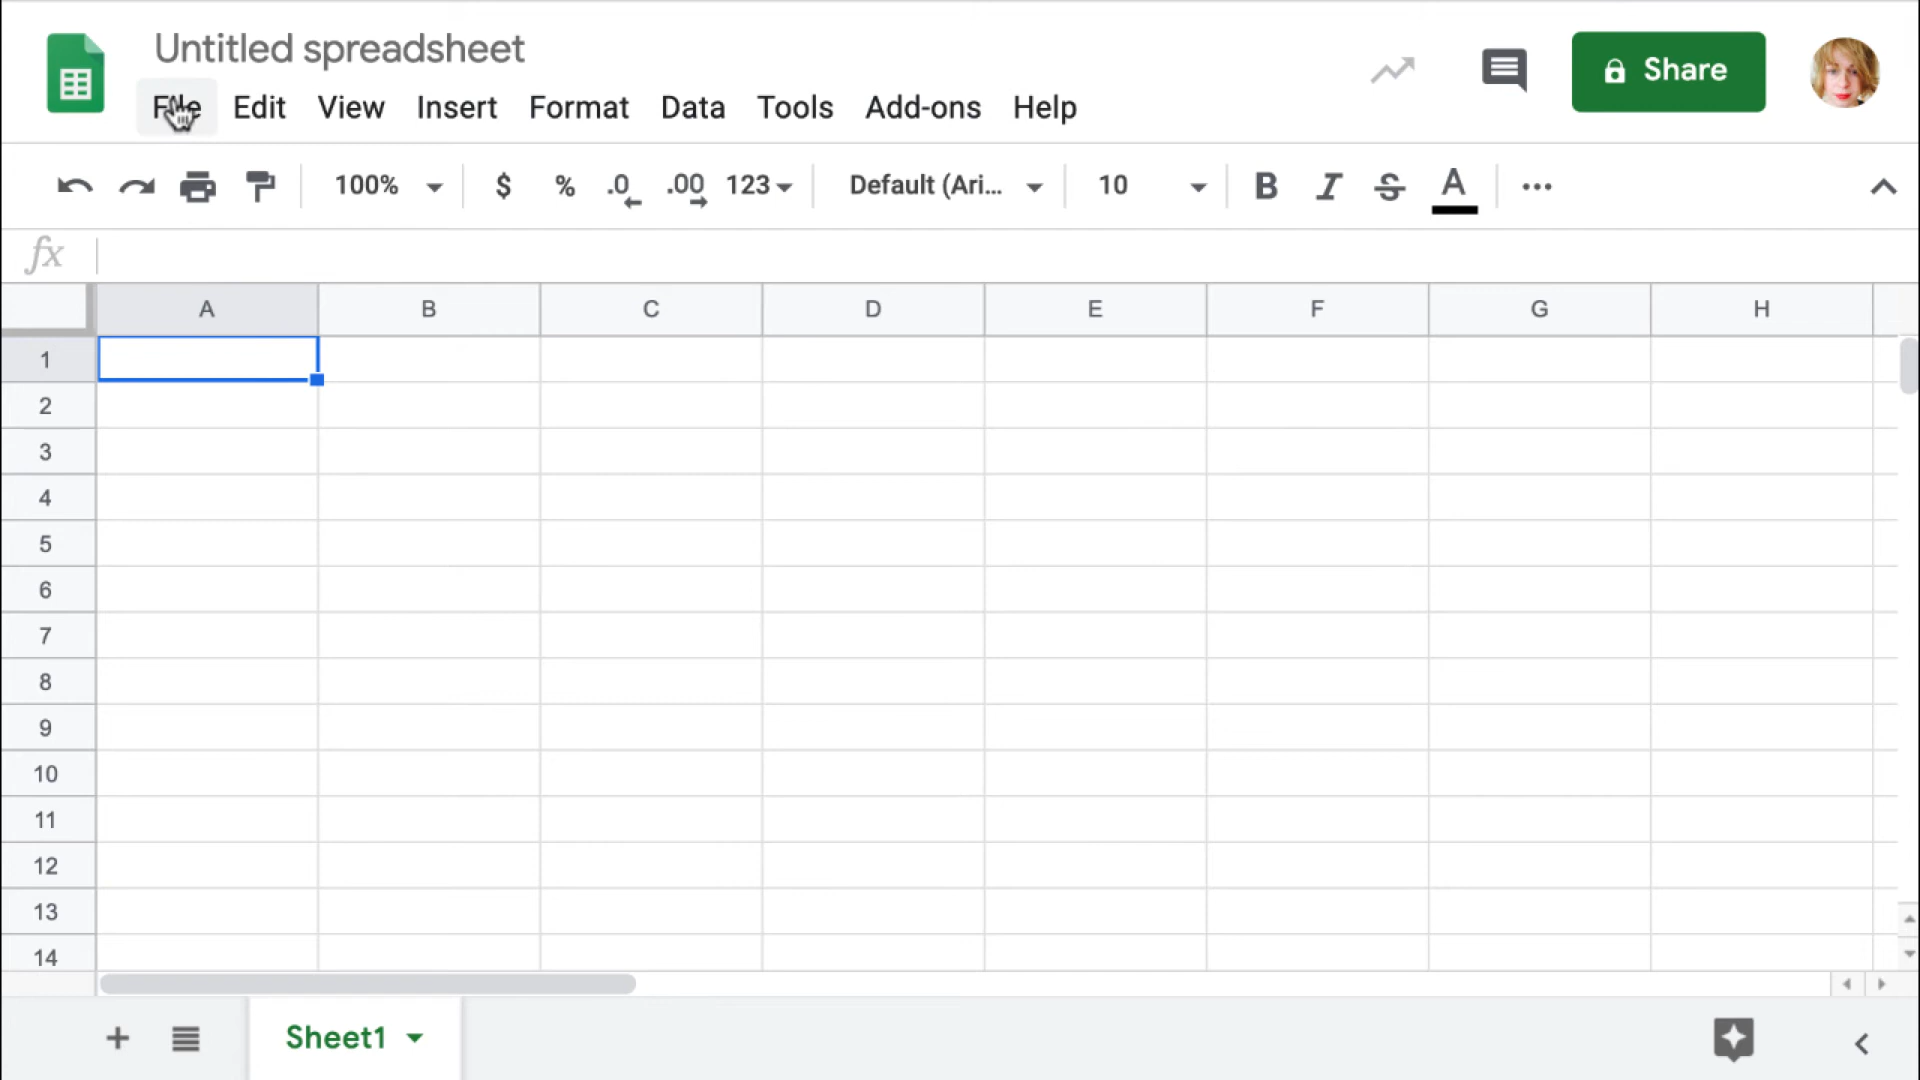 Untitled spreadsheet
File Edit View Insert Format Data Tools Add-ons Help
Share
100% $ % .0 .00 123 Default (Ari... 10 B I S A
fx
A B C D E F G H
1
2
3
4
5
6
7
8
9
10
11
12
13
14
Sheet1